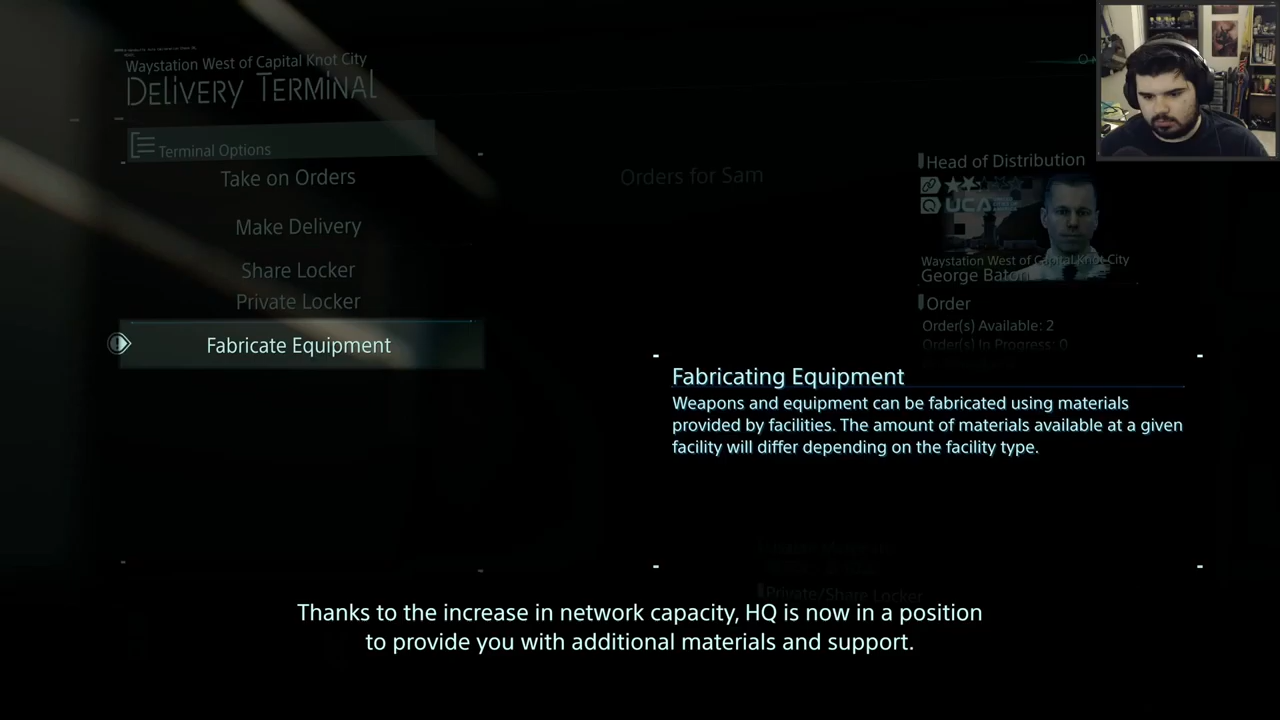 Waystation West of Capital Knot City
Delivery Terminal
Terminal Options
Take on Orders
Make Delivery
Share Locker
Private Locker
Fabricate Equipment
Orders for Sam
Head of Distribution
UCA
Waystation West of Capital Knot City
George Baton
Order
Order(s) Available: 2
Order(s) In Progress: 0
Fabricating Equipment
Weapons and equipment can be fabricated using materials
provided by facilities. The amount of materials available at a given
facility will differ depending on the facility type.
Private/Share Locker
Thanks to the increase in network capacity, HQ is now in a position
to provide you with additional materials and support.